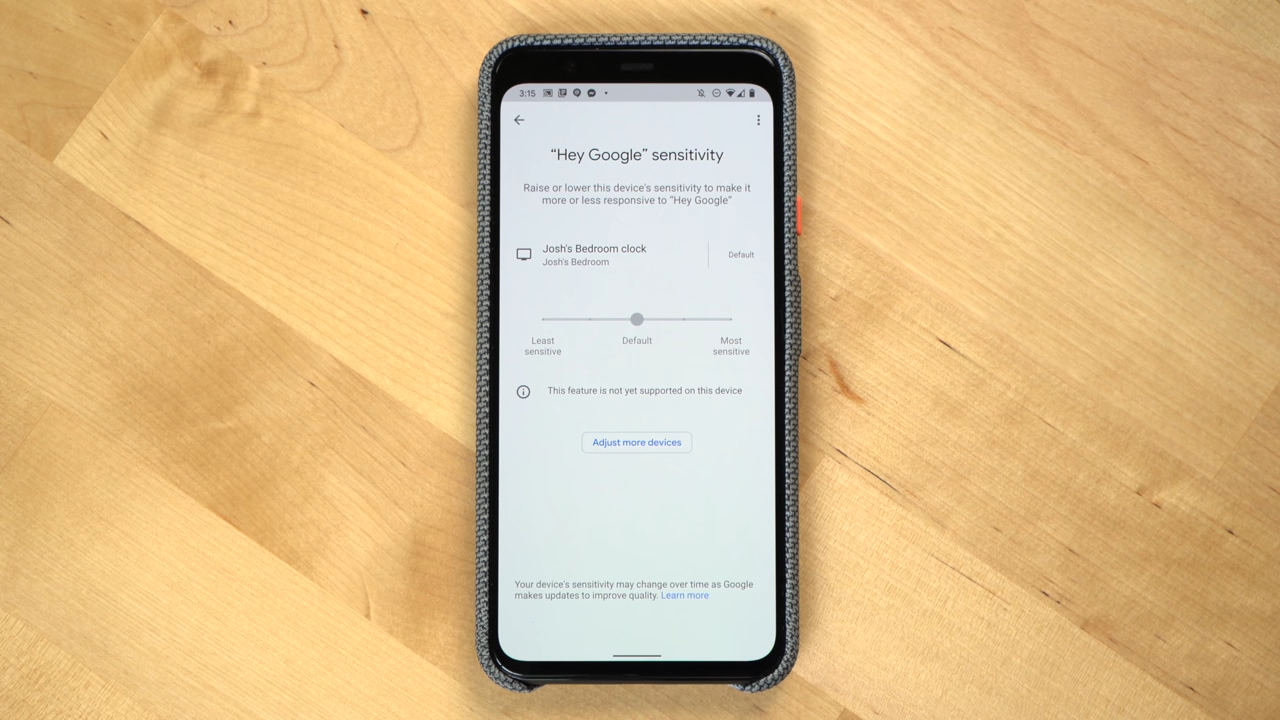 3:15
“Hey Google” sensitivity
Raise or lower this device's sensitivity to make it
more or less responsive to “Hey Google”
Josh's Bedroom clock
Josh's Bedroom
Default
Least
sensitive
Default
Most
sensitive
This feature is not yet supported on this device
Adjust more devices
Your device's sensitivity may change over time as Google
makes updates to improve quality. Learn more